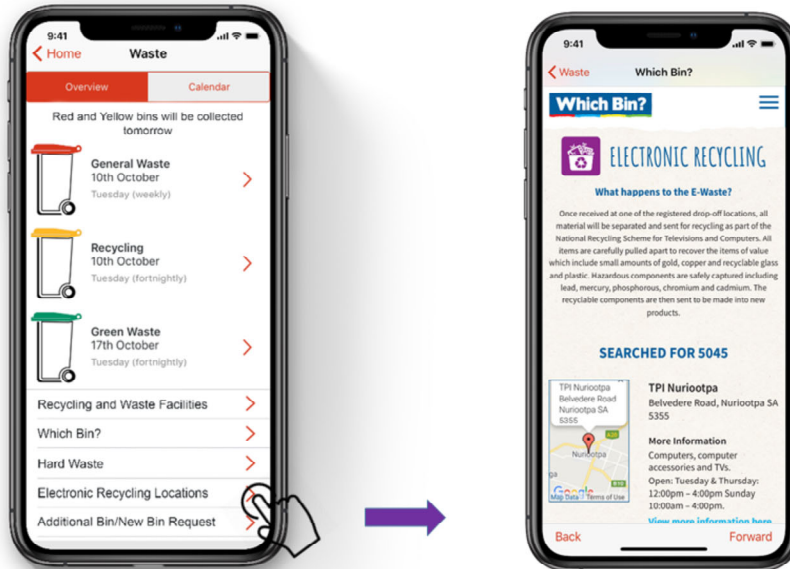 9:41
Home
Waste
Overview
Calendar
Red and Yellow bins will be collected
tomorrow
General Waste
10th October
Tuesday (weekly)
Recycling
10th October
Tuesday (fortnightly)
Green Waste
17th October
Tuesday (fortnightly)
Recycling and Waste Facilities
Which Bin?
Hard Waste
Electronic Recycling Locations
Additional Bin/New Bin Request
9:41
Waste
Which Bin?
Which Bin?
ELECTRONIC RECYCLING
What happens to the E-Waste?
Once received at one of the registered drop-off locations, all
material will be separated and sent for recycling as part of the
National Recycling Scheme for Televisions and Computers. All
items are carefully pulled apart to recover the items of value
which include small amounts of gold, copper and recyclable glass
and plastic. Hazardous components are safely captured including
lead, mercury, phosphorous, chromium and cadmium. The
recyclable components are then sent to be made into new
products.
SEARCHED FOR 5045
TPI Nuriootpa
Belvedere Road
Nuriootpa SA
5355
Nuriootpa
ga
Google
Map Data
Terms of Use
TPI Nuriootpa
Belvedere Road, Nuriootpa SA
5355
More Information
Computers, computer
accessories and TVs.
Open: Tuesday & Thursday:
12:00pm – 4:00pm Sunday
10:00am – 4:00pm.
View more information here
Back
Forward